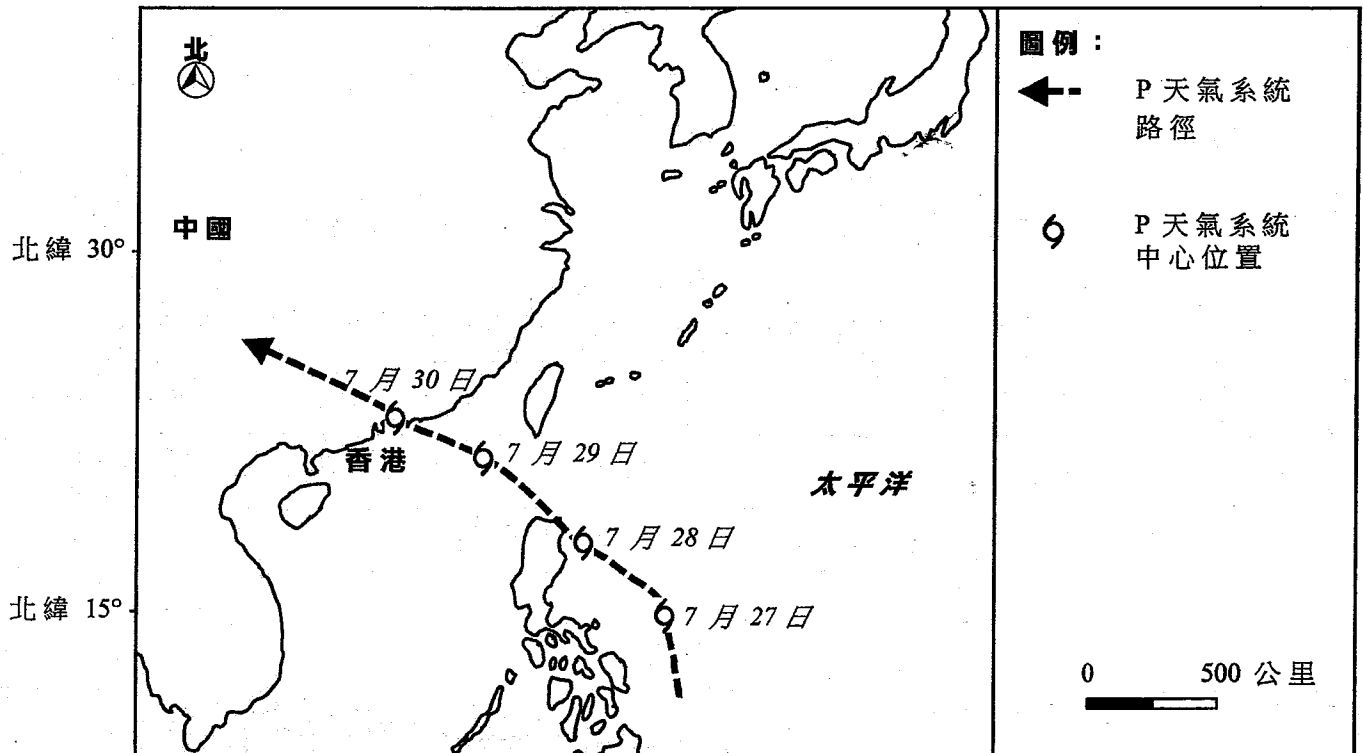 北
中國
北緯 30°
7 月 30 日
香港
7 月 29 日
太平洋
7 月 28 日
北緯 15°
7 月 27 日
圖例：
P 天氣系統
路徑
P 天氣系統
中心位置
0 500 公里